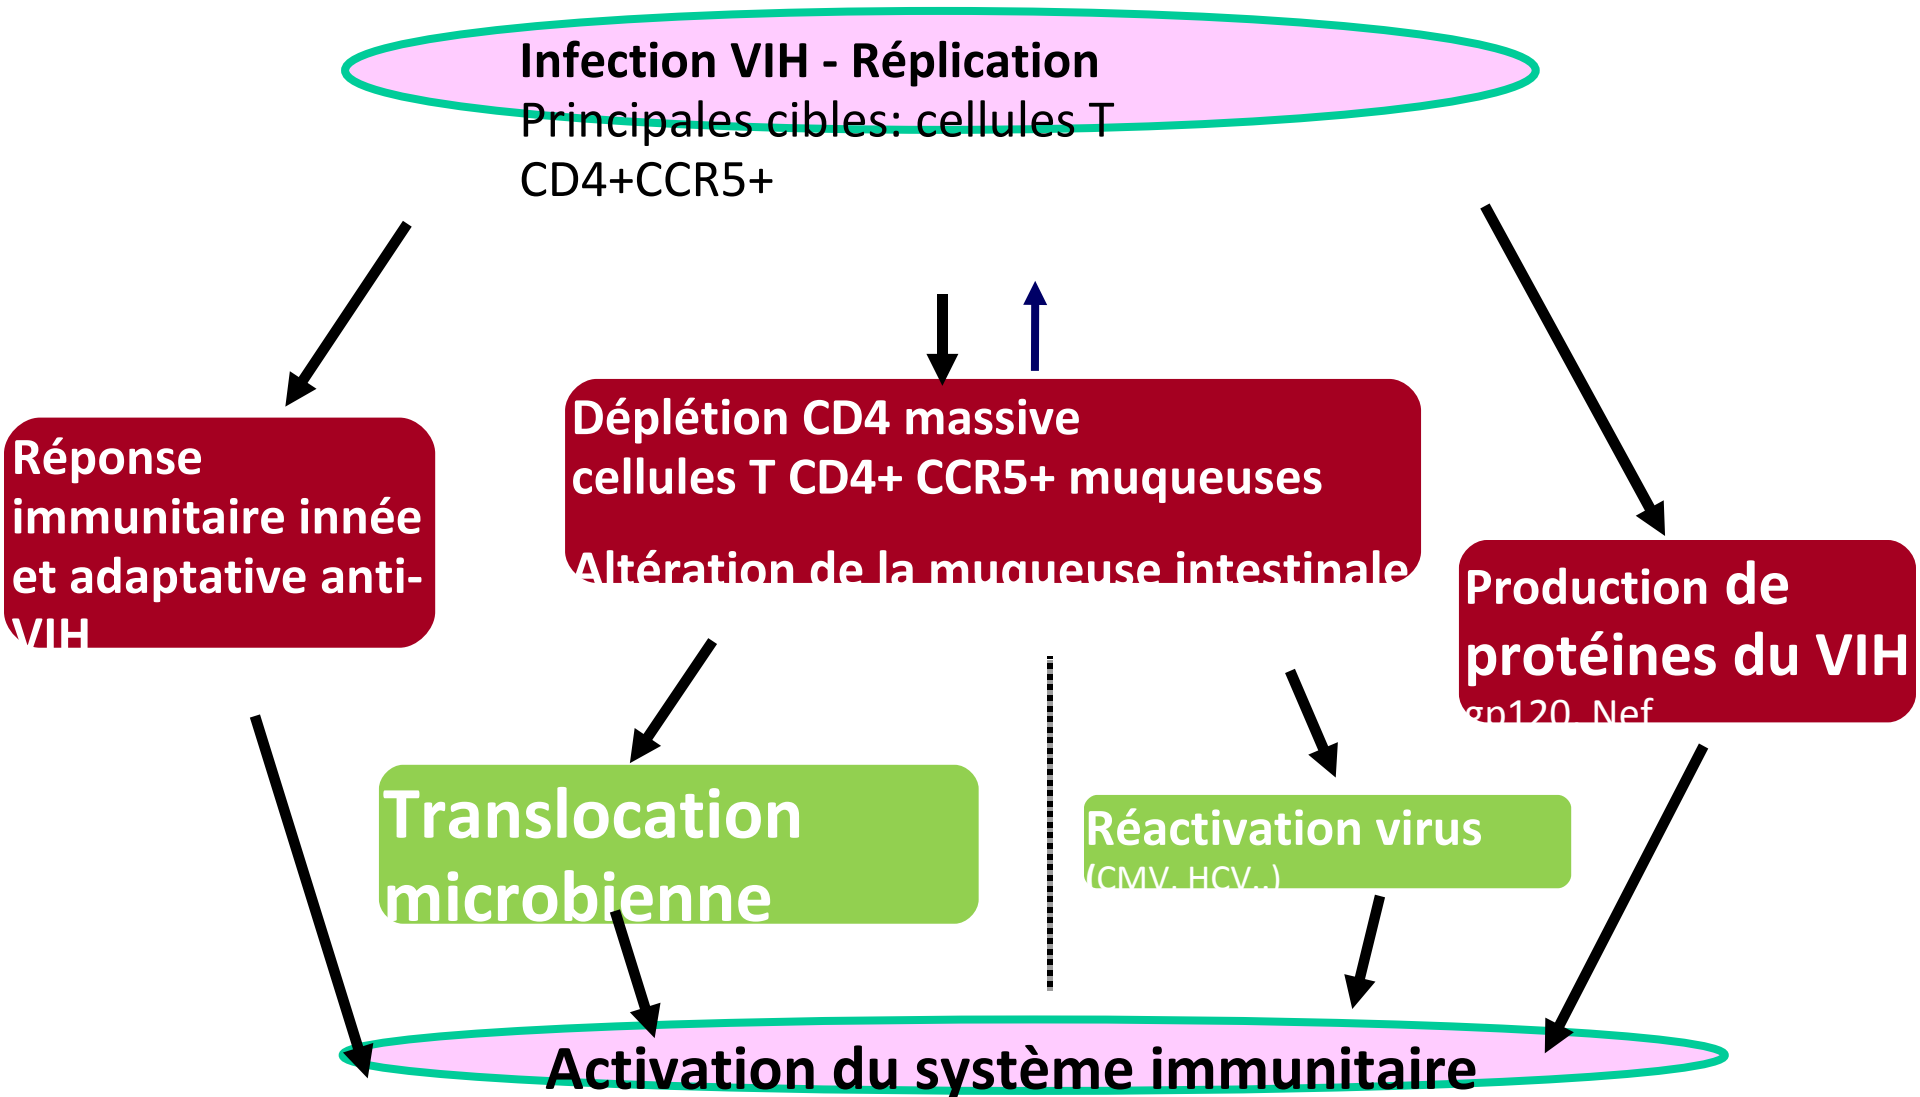 Infection VIH - Réplication
Principales cibles: cellules T
CD4+CCR5+
Déplétion CD4 massive
cellules T CD4+ CCR5+ muqueuses
Altération de la muqueuse intestinale
Réponse
immunitaire innée
et adaptative anti-
VIH
Production de
protéines du VIH
gp120, Nef
Translocation
microbienne
Réactivation virus
(CMV, HCV..)
Activation du système immunitaire